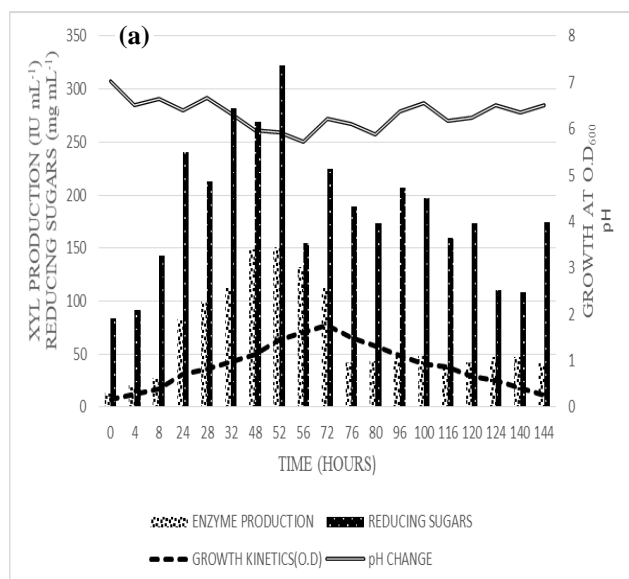 (a)
XYL PRODUCTION (IU mL⁻¹)
REDUCING SUGARS (mg mL⁻¹)
350
300
250
200
150
100
50
0
8
7
6
5
4
3
2
1
0
GROWTH AT O.D₆₀₀
pH
0 4 8 24 28 32 48 52 56 72 76 80 96 100 116 120 124 140 144
TIME (HOURS)
ENZYME PRODUCTION REDUCING SUGARS
GROWTH KINETICS(O.D) pH CHANGE